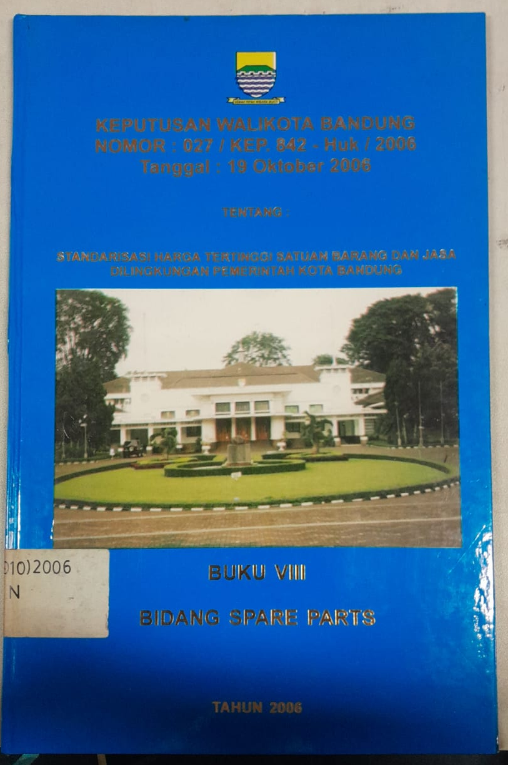 KEPUTUSAN WALIKOTA BANDUNG
NOMOR : 027 / KEP. 842 - Huk / 2006
Tanggal : 19 Oktober 2006
TENTANG :
STANDARISASI HARGA TERTINGGI SATUAN BARANG DAN JASA
DILINGKUNGAN PEMERINTAH KOTA BANDUNG
010)2006
N
BUKU VIII
BIDANG SPARE PARTS
TAHUN 2006